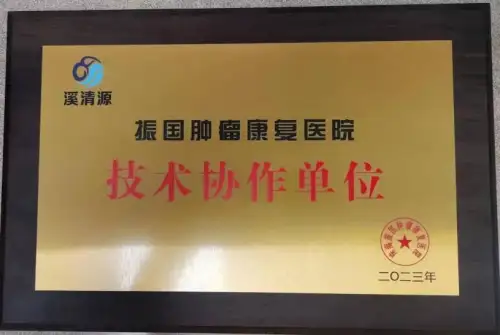 溪清源
振国肿瘤康复医院
技术协作单位
二〇二三年